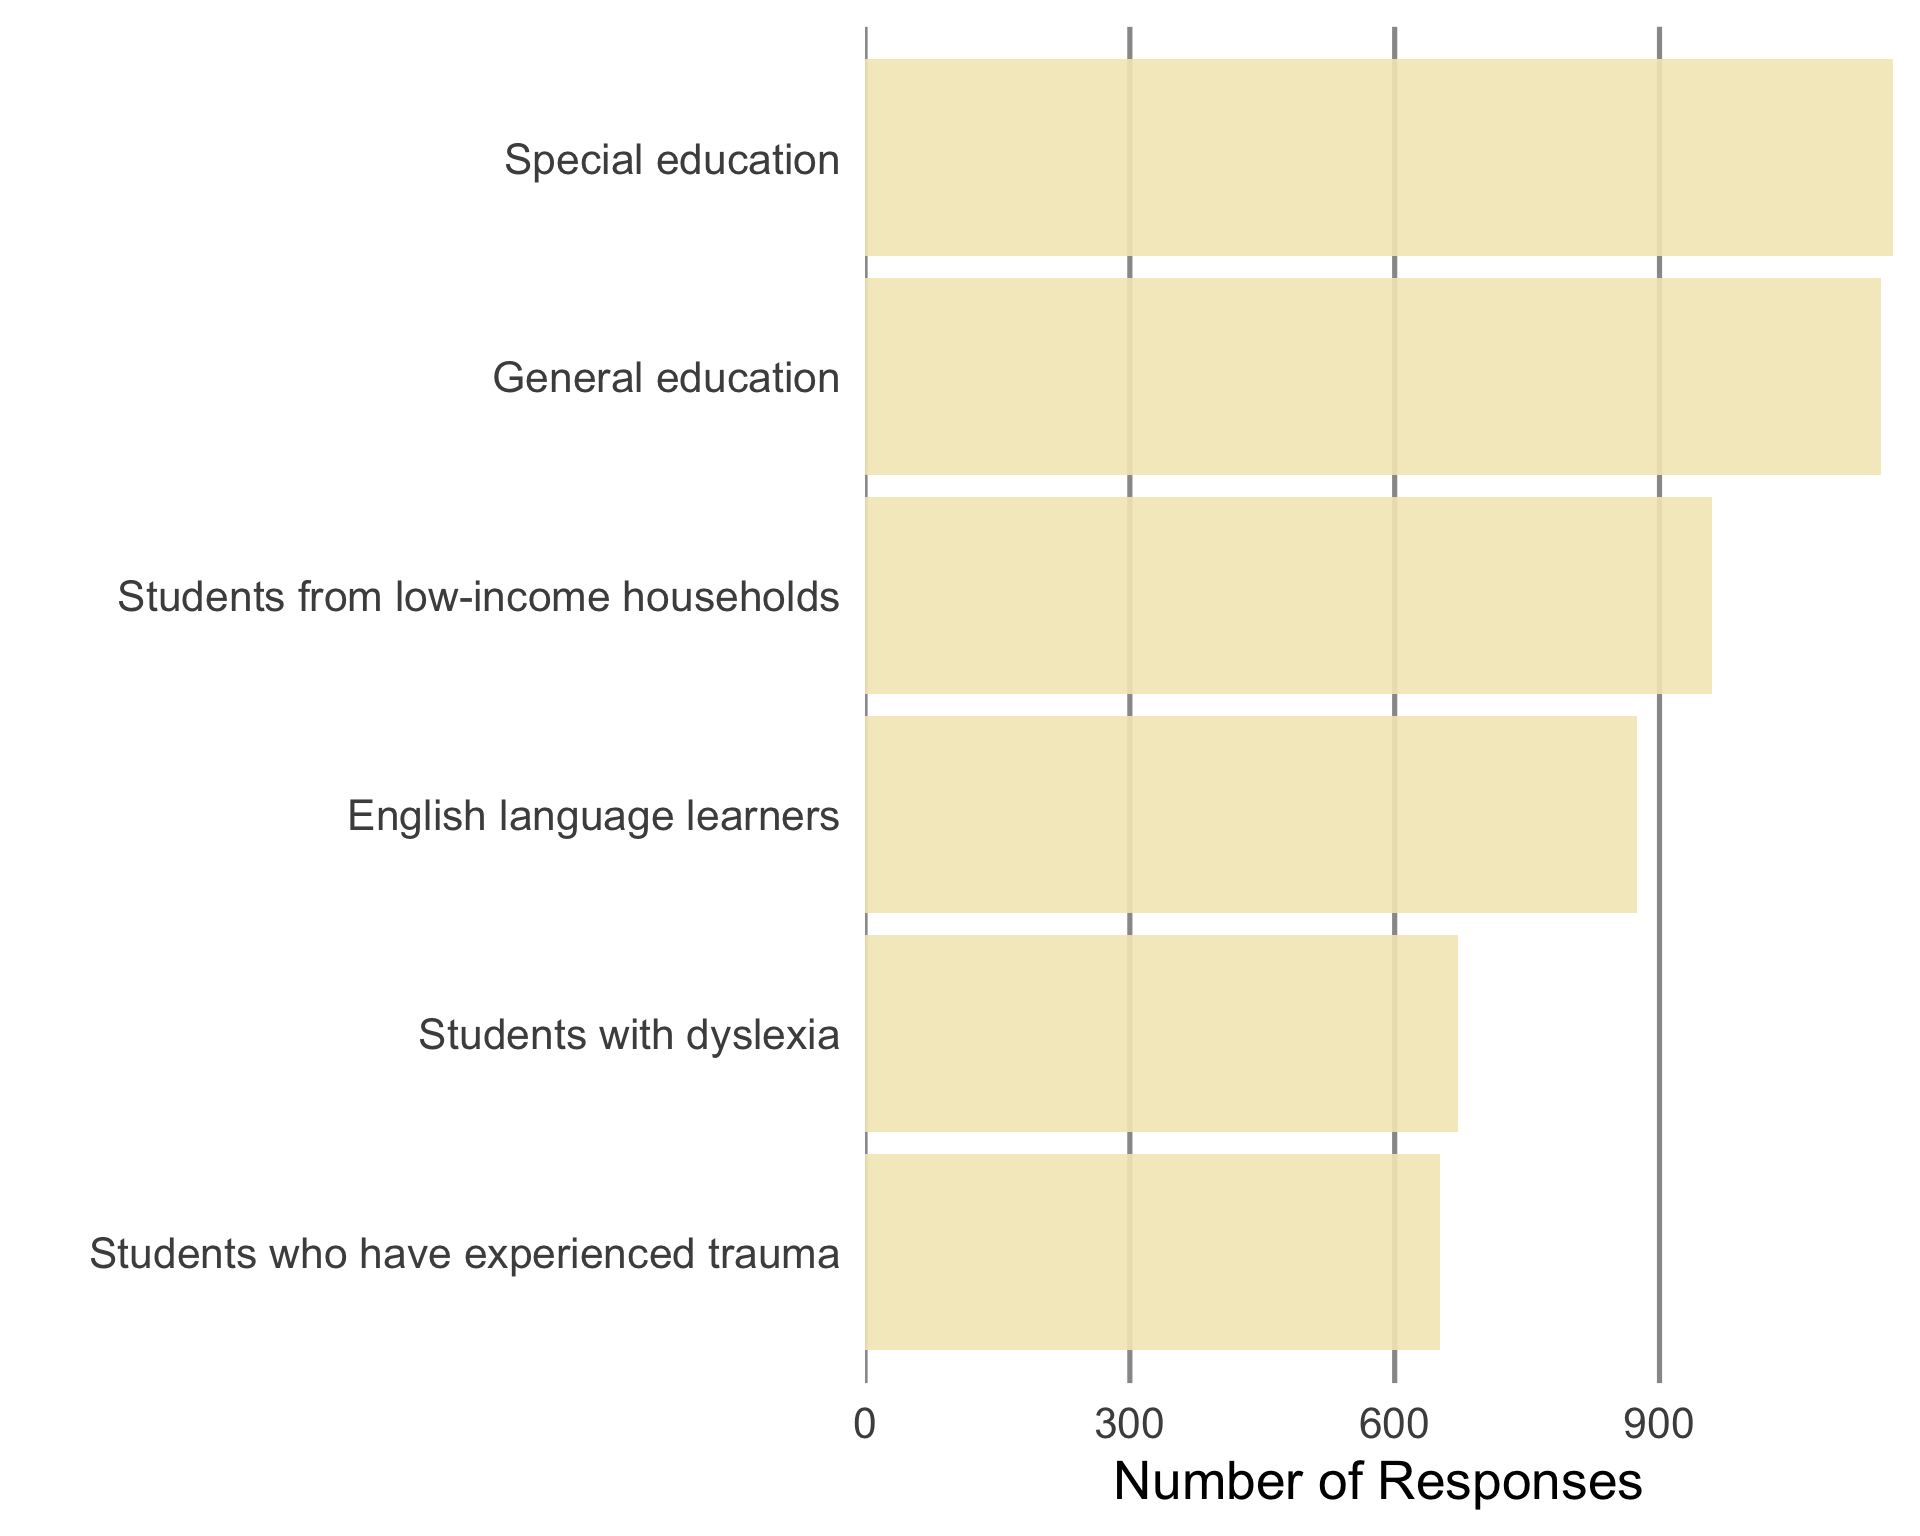 Special education
General education
Students from low-income households
English language learners
Students with dyslexia
Students who have experienced trauma
0 300 600 900
Number of Responses